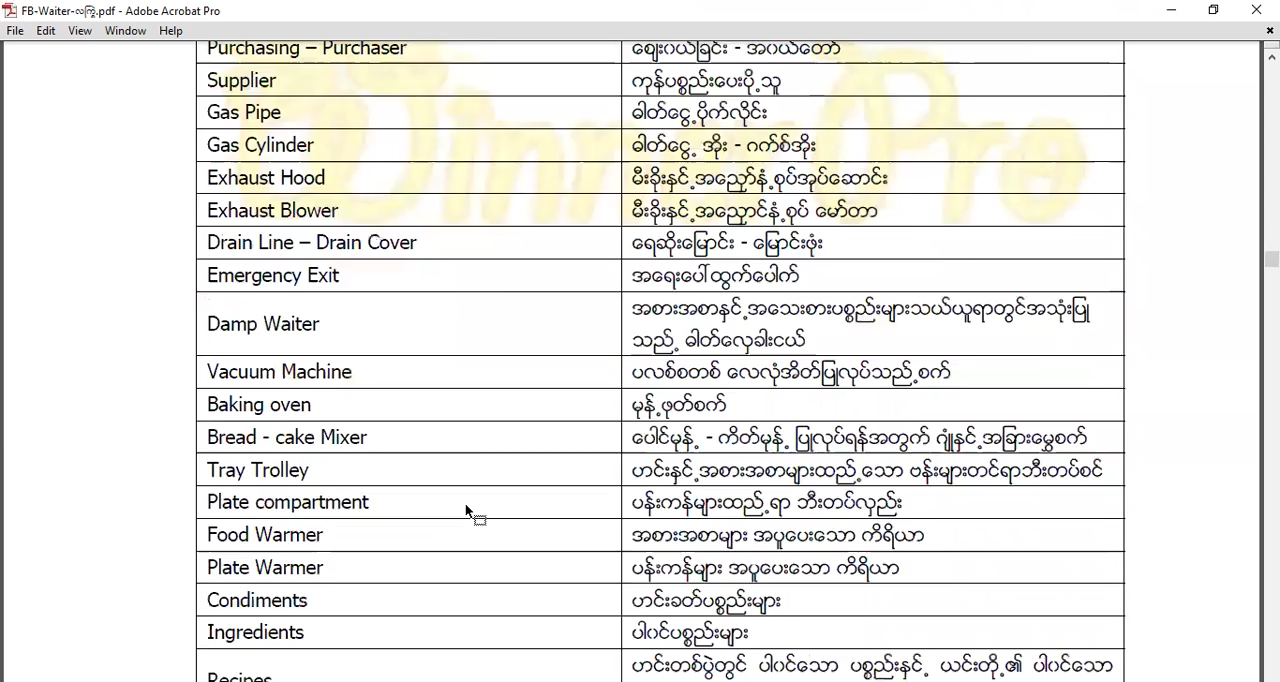 FB-Waiter-လက္စြဲ.pdf - Adobe Acrobat Pro
File Edit View Window Help
Purchasing – Purchaser ဈေးဝယ်ခြင်း - အဝယ်တော်
Supplier ကုန်ပစ္စည်းပေးပို့သူ
Gas Pipe ဓါတ်ငွေ့ပိုက်လိုင်း
Gas Cylinder ဓါတ်ငွေ့ အိုး - ဂက်စ်အိုး
Exhaust Hood မီးခိုးနှင့်အညှော်နံ့စုပ်အုပ်ဆောင်း
Exhaust Blower မီးခိုးနှင့်အညှောင်နံ့စုပ် မော်တာ
Drain Line – Drain Cover ရေဆိုးမြောင်း - မြောင်းဖုံး
Emergency Exit အရေးပေါ်ထွက်ပေါက်
Damp Waiter အစားအစာနှင့်အသေးစားပစ္စည်းများသယ်ယူရာတွင်အသုံးပြု
သည့် ဓါတ်လှေခါးငယ်
Vacuum Machine ပလစ်စတစ် လေလုံအိတ်ပြုလုပ်သည့်စက်
Baking oven မုန့်ဖုတ်စက်
Bread - cake Mixer ပေါင်မုန့် - ကိတ်မုန့် ပြုလုပ်ရန်အတွက် ဂျုံနှင့်အခြားမွှေစက်
Tray Trolley ဟင်းနှင့်အစားအစာများထည့်သော ဗန်းများတင်ရာဘီးတပ်စင်
Plate compartment ပန်းကန်များထည့်ရာ ဘီးတပ်လှည်း
Food Warmer အစားအစာများ အပူပေးသော ကိရိယာ
Plate Warmer ပန်းကန်များ အပူပေးသော ကိရိယာ
Condiments ဟင်းခတ်ပစ္စည်းများ
Ingredients ပါဝင်ပစ္စည်းများ
Recipes ဟင်းတစ်ပွဲတွင် ပါဝင်သော ပစ္စည်းနှင့် ယင်းတို့၏ ပါဝင်သော
Dinner Pro